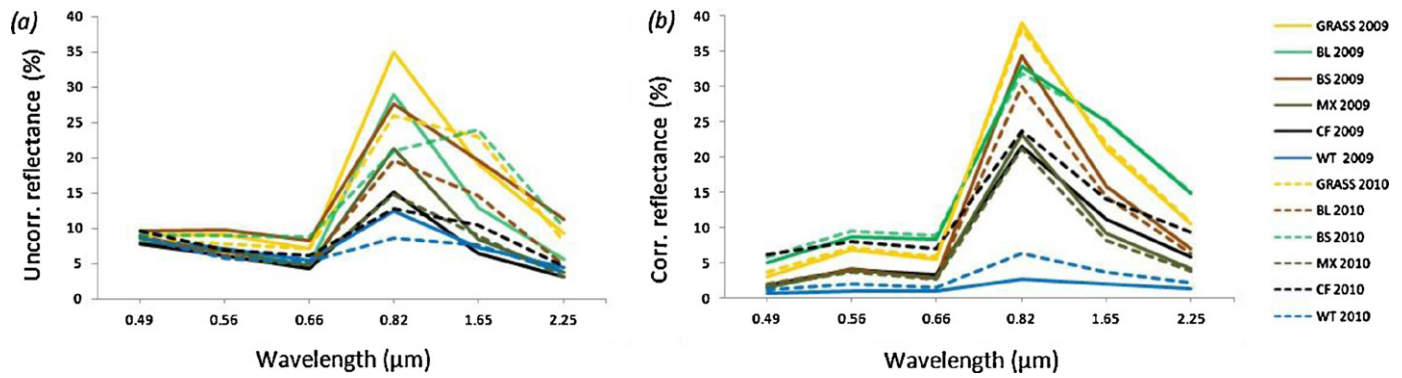 (a)
Uncorr. reflectance (%)
40
35
30
25
20
15
10
5
0
0.49 0.56 0.66 0.82 1.65 2.25
Wavelength (µm)
(b)
Corr. reflectance (%)
40
35
30
25
20
15
10
5
0
0.49 0.56 0.66 0.82 1.65 2.25
Wavelength (µm)
GRASS 2009
BL 2009
BS 2009
MX 2009
CF 2009
WT 2009
GRASS 2010
BL 2010
BS 2010
MX 2010
CF 2010
WT 2010